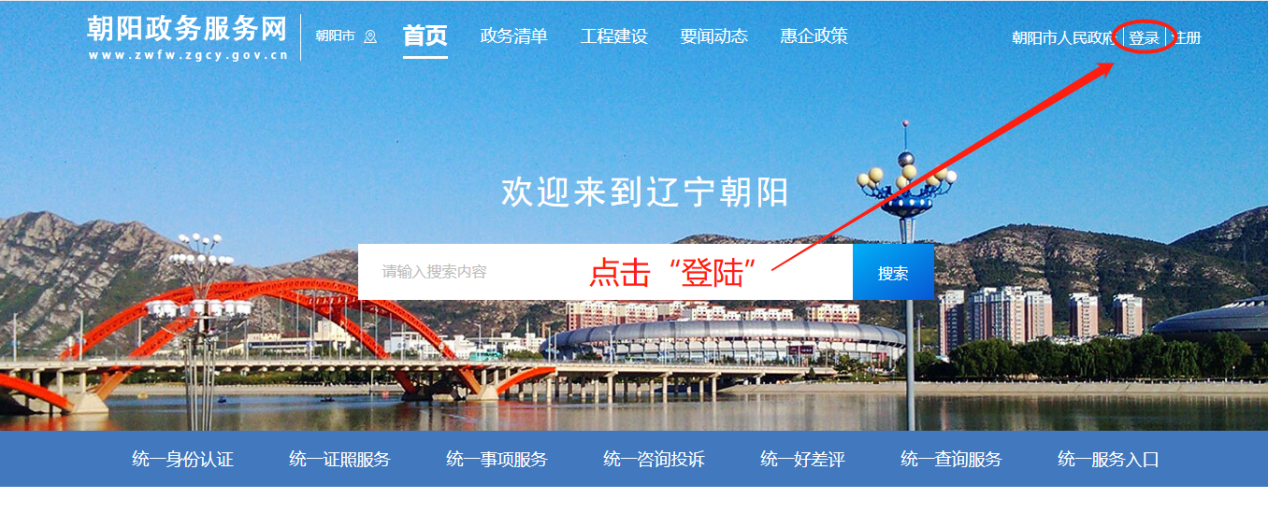 朝阳政务服务网
www.zwfw.zgcy.gov.cn
朝阳市
首页 政务清单 工程建设 要闻动态 惠企政策
朝阳市人民政府 登录 注册
欢迎来到辽宁朝阳
请输入搜索内容
点击“登陆”
搜索
统一身份认证 统一证照服务 统一事项服务 统一咨询投诉 统一好差评 统一查询服务 统一服务入口